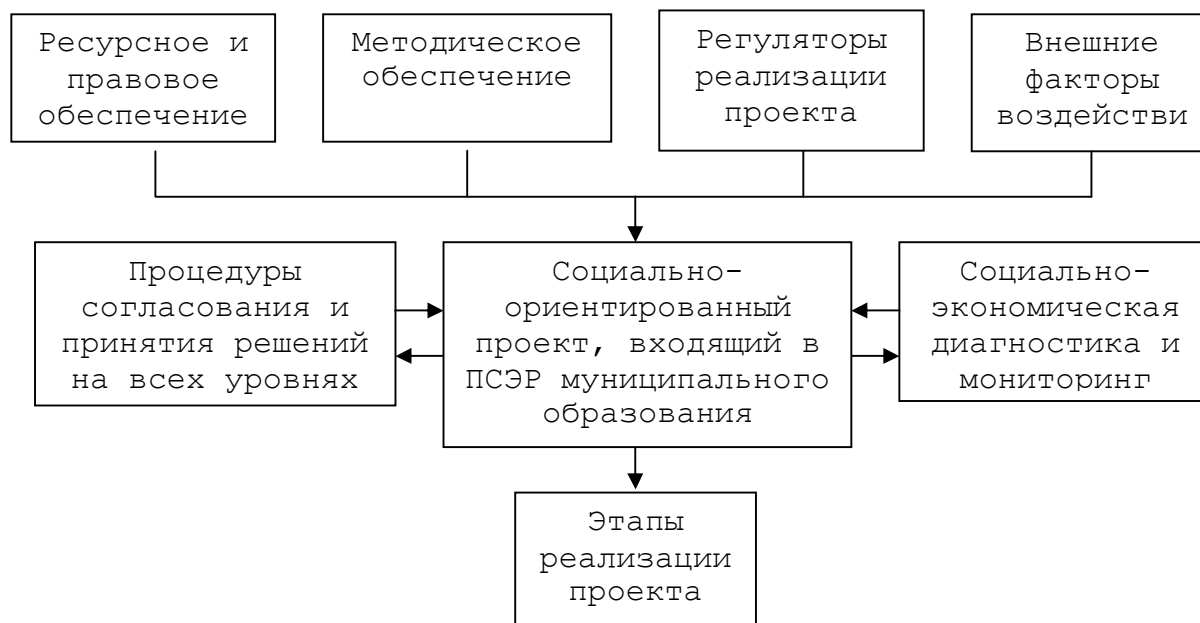 Ресурсное и
правовое
обеспечение
Методическое
обеспечение
Регуляторы
реализации
проекта
Внешние
факторы
воздействи
Процедуры
согласования и
принятия решений
на всех уровнях
Социально-
ориентированный
проект, входящий в
ПСЭР муниципального
образования
Социально-
экономическая
диагностика и
мониторинг
Этапы
реализации
проекта